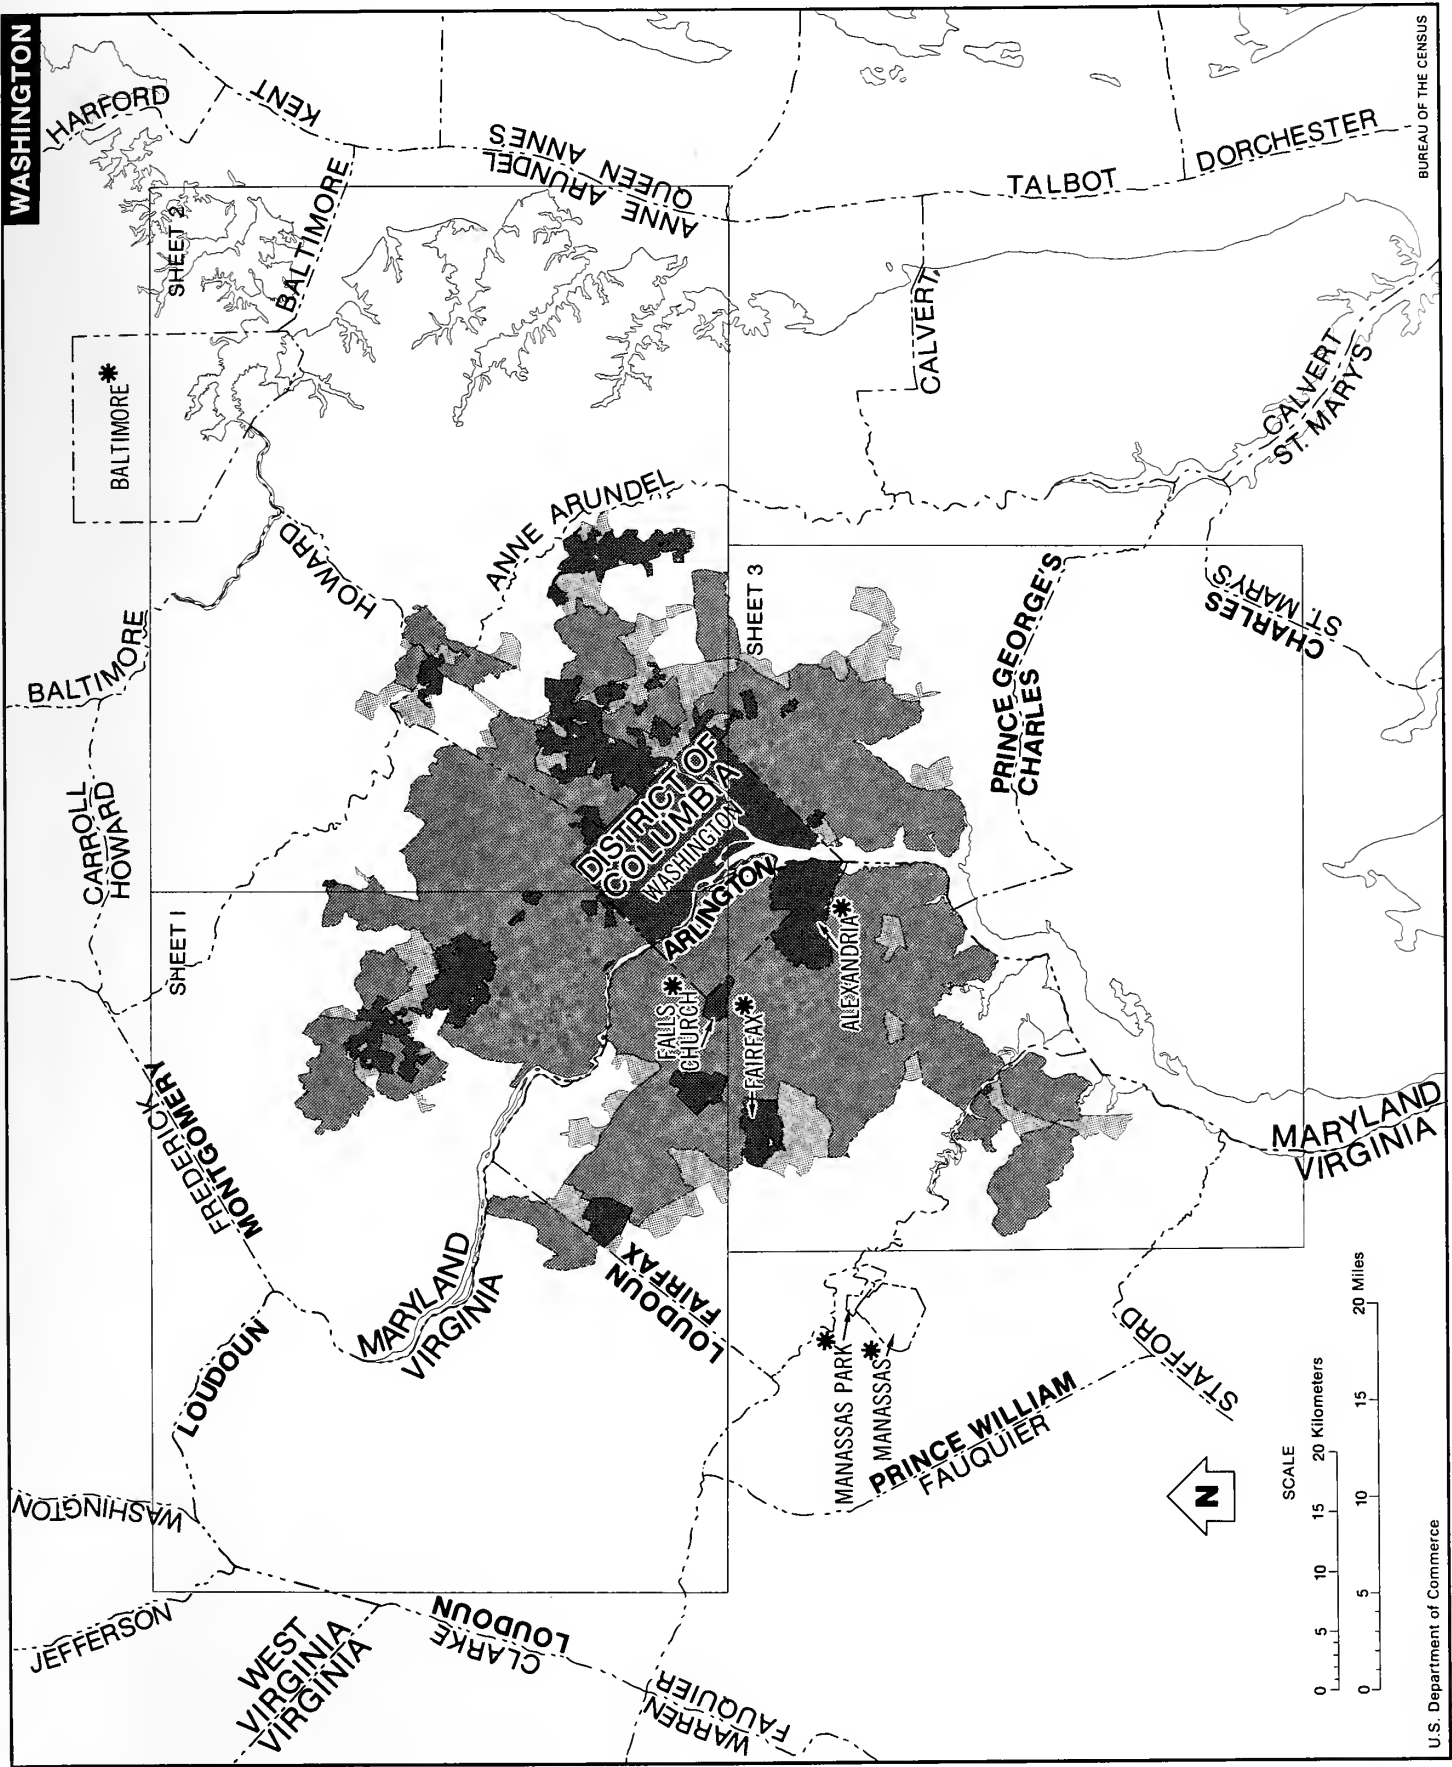 WASHINGTON
HARFORD
KENT
BALTIMORE
ANNE ARUNDEL
QUEEN ANNES
TALBOT
DORCHESTER
BUREAU OF THE CENSUS
SHEET 2
BALTIMORE *
CALVERT
CALVERT
ST. MARY'S
BALTIMORE
HOWARD
ANNE ARUNDEL
SHEET 3
PRINCE GEORGE'S
CHARLES
CHARLES
ST. MARY'S
CARROLL
HOWARD
SHEET 1
DISTRICT OF
COLUMBIA
WASHINGTON
ARLINGTON
FALLS
CHURCH *
FAIRFAX *
ALEXANDRIA *
FREDERICK
MONTGOMERY
MARYLAND
VIRGINIA
MARYLAND
VIRGINIA
LOUDOUN
LOUDOUN
FAIRFAX
MANASSAS PARK *
MANASSAS *
PRINCE WILLIAM
FAUQUIER
STAFFORD
WASHINGTON
JEFFERSON
WEST
VIRGINIA
VIRGINIA
CLARKE
LOUDOUN
WARREN
FAUQUIER
N
SCALE
0 5 10 15 20 Kilometers
0 5 10 15 20 Miles
U.S. Department of Commerce